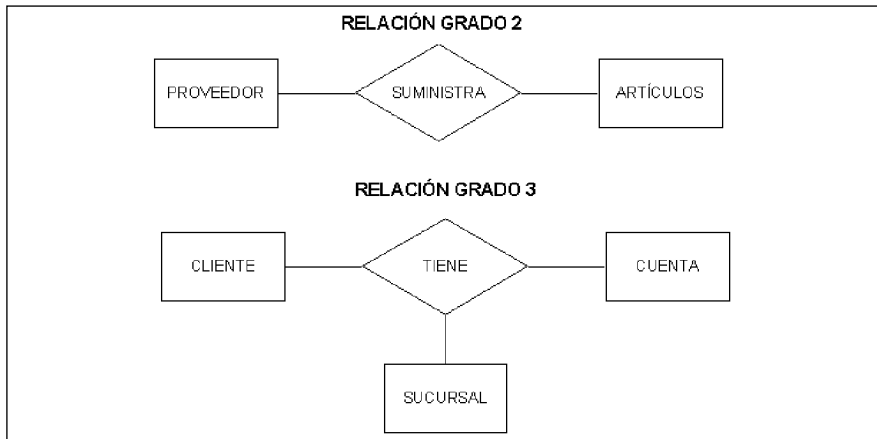 RELACIÓN GRADO 2
PROVEEDOR
SUMINISTRA
ARTÍCULOS
RELACIÓN GRADO 3
CLIENTE
TIENE
CUENTA
SUCURSAL